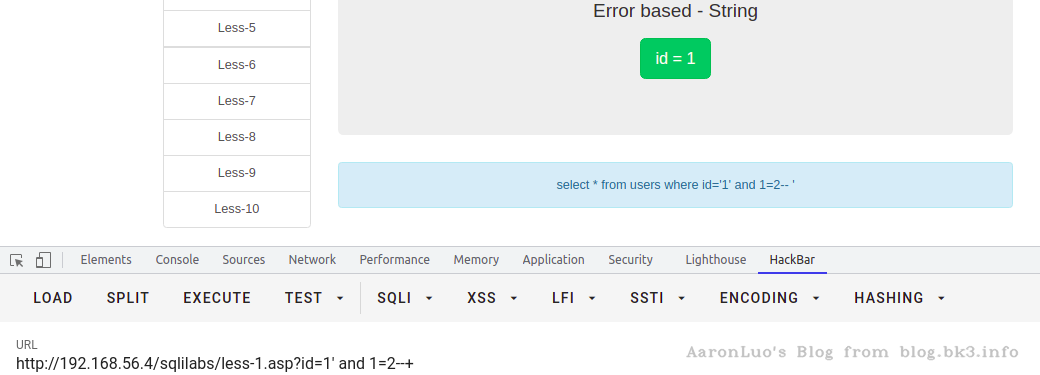 Error based - String
Less-5
id = 1
Less-6
Less-7
Less-8
Less-9
Less-10
select * from users where id='1' and 1=2-- '
Elements Console Sources Network Performance Memory Application Security Lighthouse HackBar
LOAD SPLIT EXECUTE TEST SQLI XSS LFI SSTI ENCODING HASHING
URL
http://192.168.56.4/sqlilabs/less-1.asp?id=1' and 1=2--+
AaronLuo's Blog from blog.bk3.info